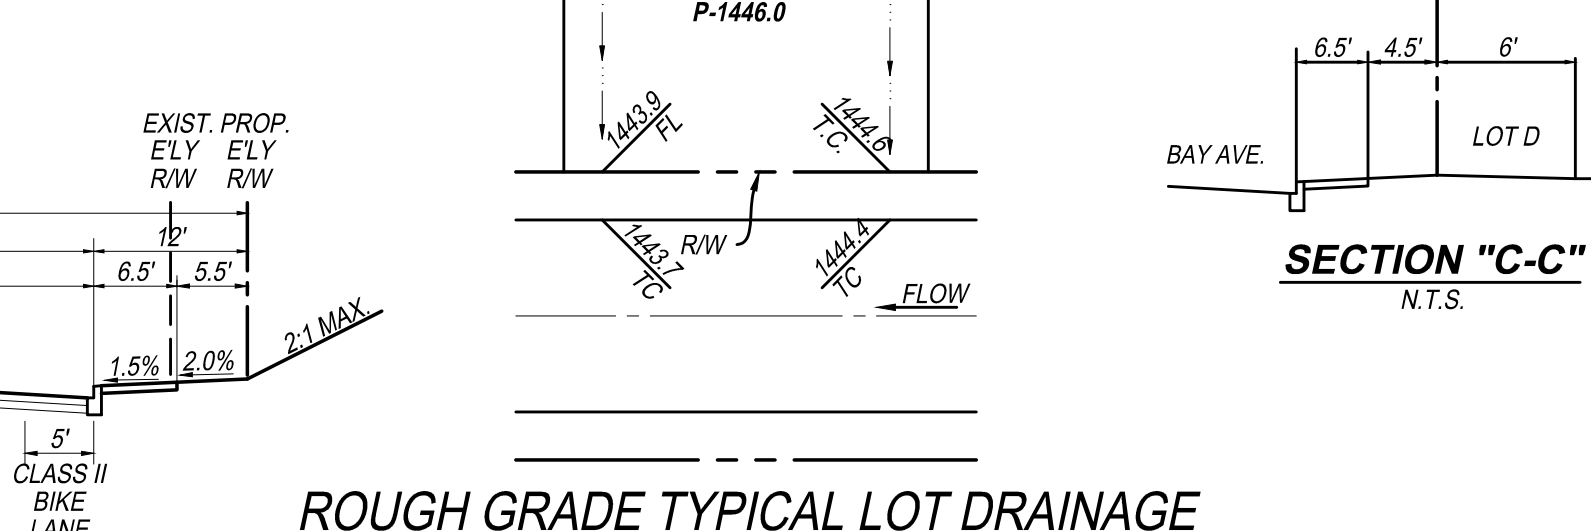 P-1446.0
1443.9
FL
1444.6
T.C.
R/W
1443.7
TC
1444.4
TC
FLOW
EXIST. PROP.
E'LY E'LY
R/W R/W
12'
6.5' 5.5'
2:1 MAX.
1.5% 2.0%
5'
CLASS II
BIKE
LANE
6.5' 4.5' 6'
BAY AVE.
LOT D
SECTION "C-C"
N.T.S.
ROUGH GRADE TYPICAL LOT DRAINAGE